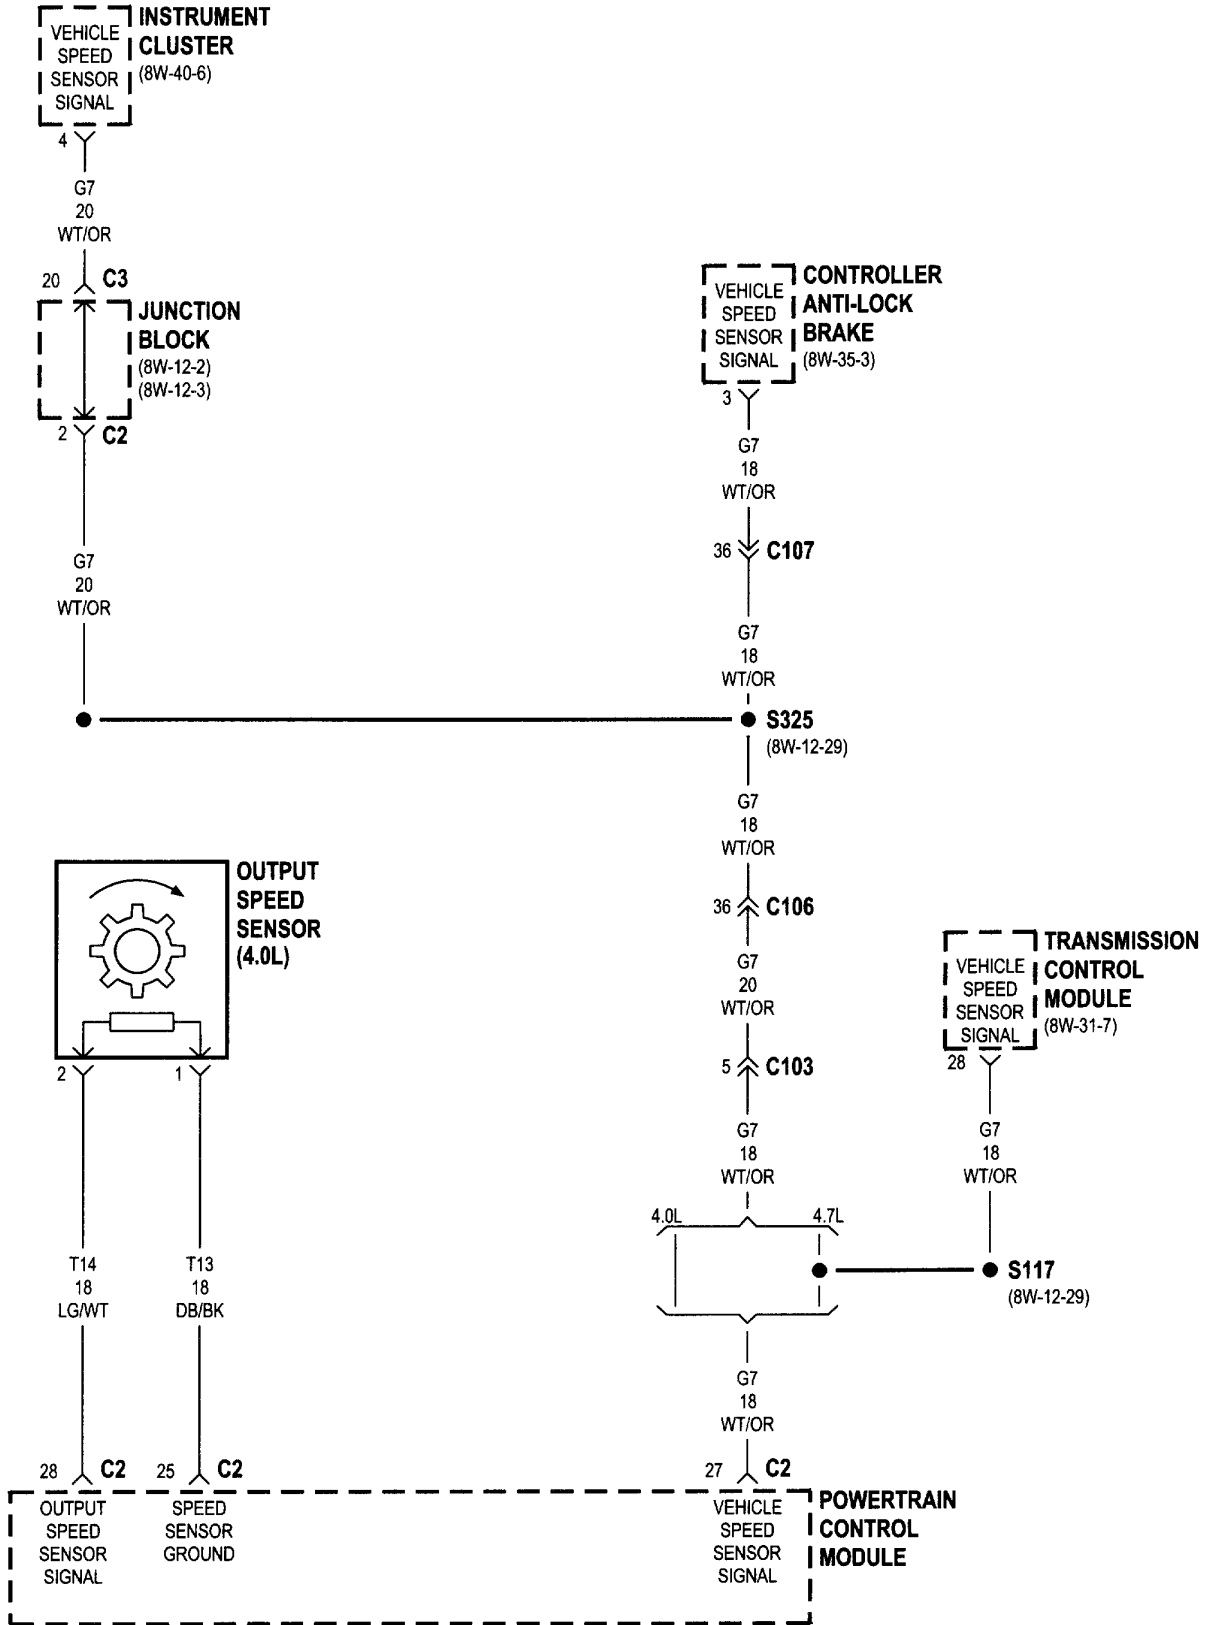 VEHICLE
SPEED
SENSOR
SIGNAL
INSTRUMENT
CLUSTER
(8W-40-6)
4
G7
20
WT/OR
20
C3
JUNCTION
BLOCK
(8W-12-2)
(8W-12-3)
2
C2
G7
20
WT/OR
VEHICLE
SPEED
SENSOR
SIGNAL
CONTROLLER
ANTI-LOCK
BRAKE
(8W-35-3)
3
G7
18
WT/OR
36
C107
G7
18
WT/OR
S325
(8W-12-29)
G7
18
WT/OR
36
C106
G7
20
WT/OR
5
C103
G7
18
WT/OR
4.0L
4.7L
VEHICLE
SPEED
SENSOR
SIGNAL
TRANSMISSION
CONTROL
MODULE
(8W-31-7)
28
G7
18
WT/OR
S117
(8W-12-29)
G7
18
WT/OR
27
C2
OUTPUT
SPEED
SENSOR
(4.0L)
2
1
T14
18
LG/WT
T13
18
DB/BK
28
C2
25
C2
OUTPUT
SPEED
SENSOR
SIGNAL
SPEED
SENSOR
GROUND
VEHICLE
SPEED
SENSOR
SIGNAL
POWERTRAIN
CONTROL
MODULE